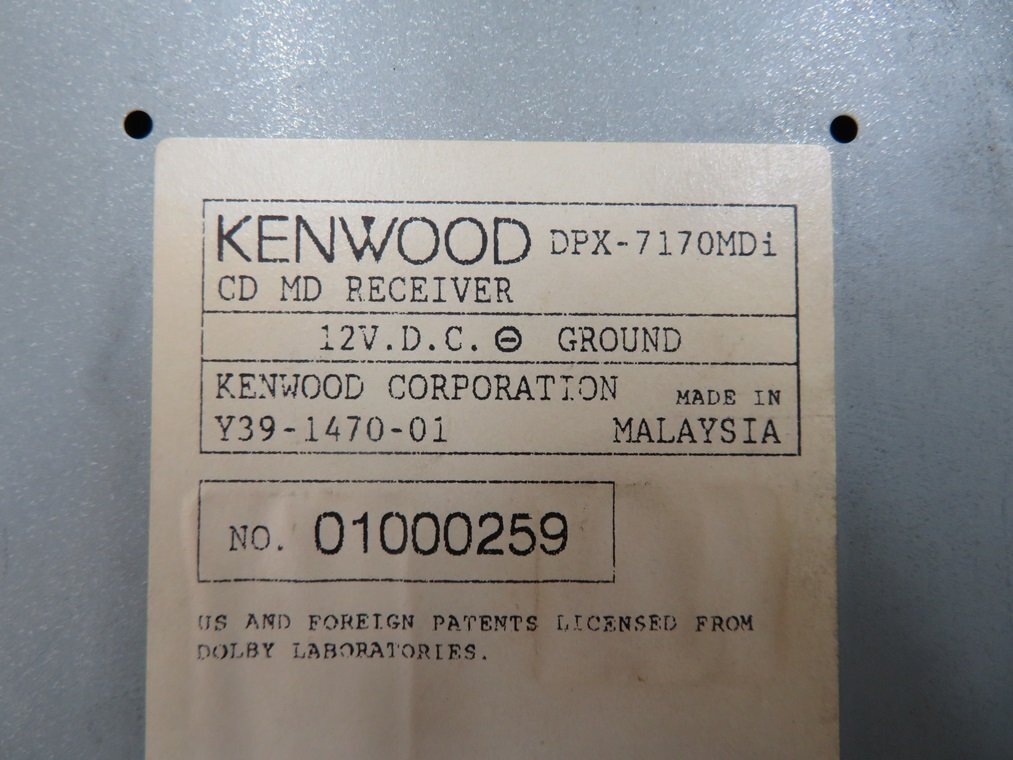 KENWOOD DPX-7170MDi
CD MD RECEIVER
12V.D.C. ⊖ GROUND
KENWOOD CORPORATION MADE IN
Y39-1470-01 MALAYSIA
NO. 01000259
US AND FOREIGN PATENTS LICENSED FROM
DOLBY LABORATORIES.